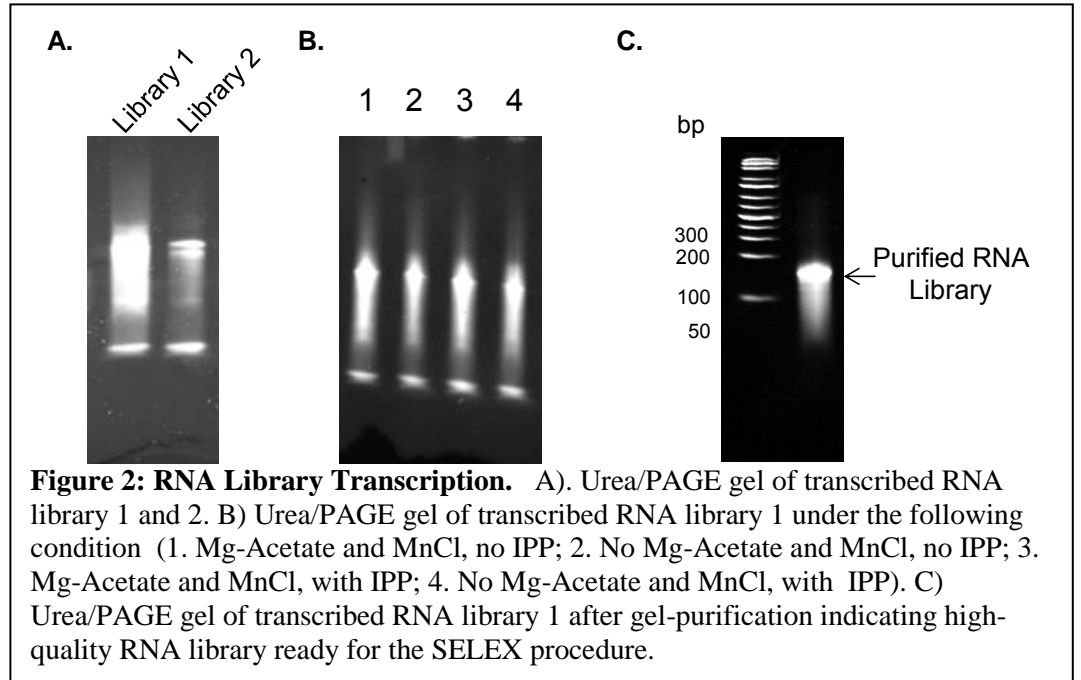 A.
B.
C.
Library 1
Library 2
1 2 3 4
bp
300
200
100
50
Purified RNA
Library
Figure 2: RNA Library Transcription. A). Urea/PAGE gel of transcribed RNA
library 1 and 2. B) Urea/PAGE gel of transcribed RNA library 1 under the following
condition (1. Mg-Acetate and MnCl, no IPP; 2. No Mg-Acetate and MnCl, no IPP; 3.
Mg-Acetate and MnCl, with IPP; 4. No Mg-Acetate and MnCl, with IPP). C)
Urea/PAGE gel of transcribed RNA library 1 after gel-purification indicating high-
quality RNA library ready for the SELEX procedure.